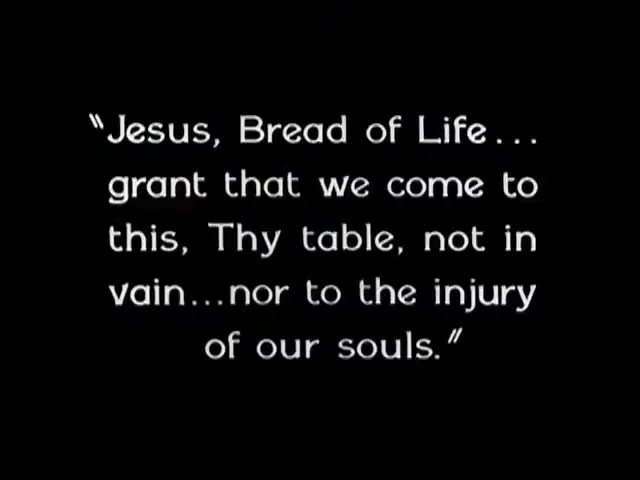 "Jesus, Bread of Life...
grant that we come to
this, Thy table, not in
vain...nor to the injury
of our souls."